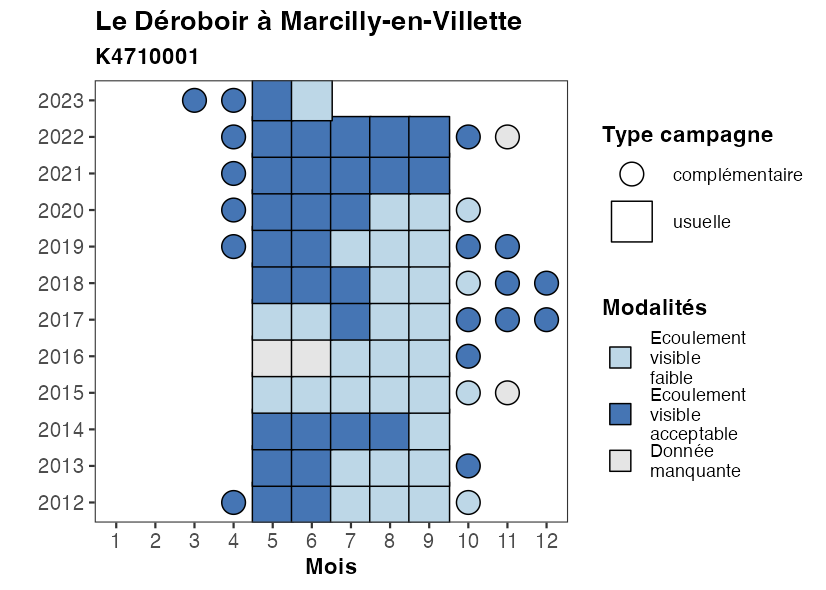 Le Déroboir à Marcilly-en-Villette
K4710001
2023
2022
2021
2020
2019
2018
2017
2016
2015
2014
2013
2012
1 2 3 4 5 6 7 8 9 10 11 12
Mois
Type campagne
complémentaire
usuelle
Modalités
Ecoulement
visible
faible
Ecoulement
visible
acceptable
Donnée
manquante